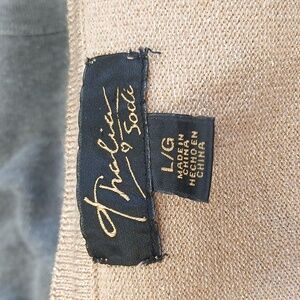 Thalia
Sodi
L/G
MADE IN
CHINA
HECHO EN
CHINA